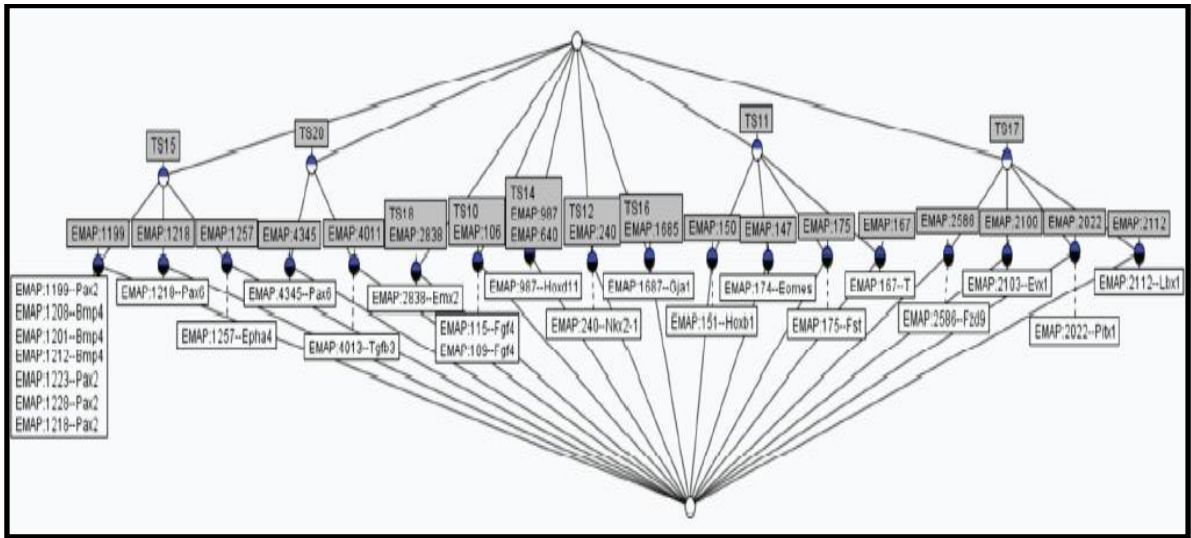 TS15
TS20
TS11
TS17
EMAP:1199
EMAP:1218
EMAP:1257
EMAP:4345
EMAP:4011
TS18
EMAP:2838
TS10
EMAP:106
TS14
EMAP:987
EMAP:640
TS12
EMAP:240
TS16
EMAP:1685
EMAP:150
EMAP:147
EMAP:175
EMAP:167
EMAP:2586
EMAP:2100
EMAP:2022
EMAP:2112
EMAP:1199--Pax2
EMAP:1208--Bmp4
EMAP:1201--Bmp4
EMAP:1212--Bmp4
EMAP:1223--Pax2
EMAP:1228--Pax2
EMAP:1218--Pax2
EMAP:1218--Pax6
EMAP:1257--Epha4
EMAP:4345--Pax6
EMAP:4013--Tgfb3
EMAP:2838--Emx2
EMAP:115--Fgf4
EMAP:109--Fgf4
EMAP:987--Hoxd11
EMAP:240--Nkx2-1
EMAP:1687--Gja1
EMAP:151--Hoxb1
EMAP:174--Eomes
EMAP:175--Fst
EMAP:167--T
EMAP:2586--Fzd9
EMAP:2103--Evx1
EMAP:2022--Pitx1
EMAP:2112--Lbx1